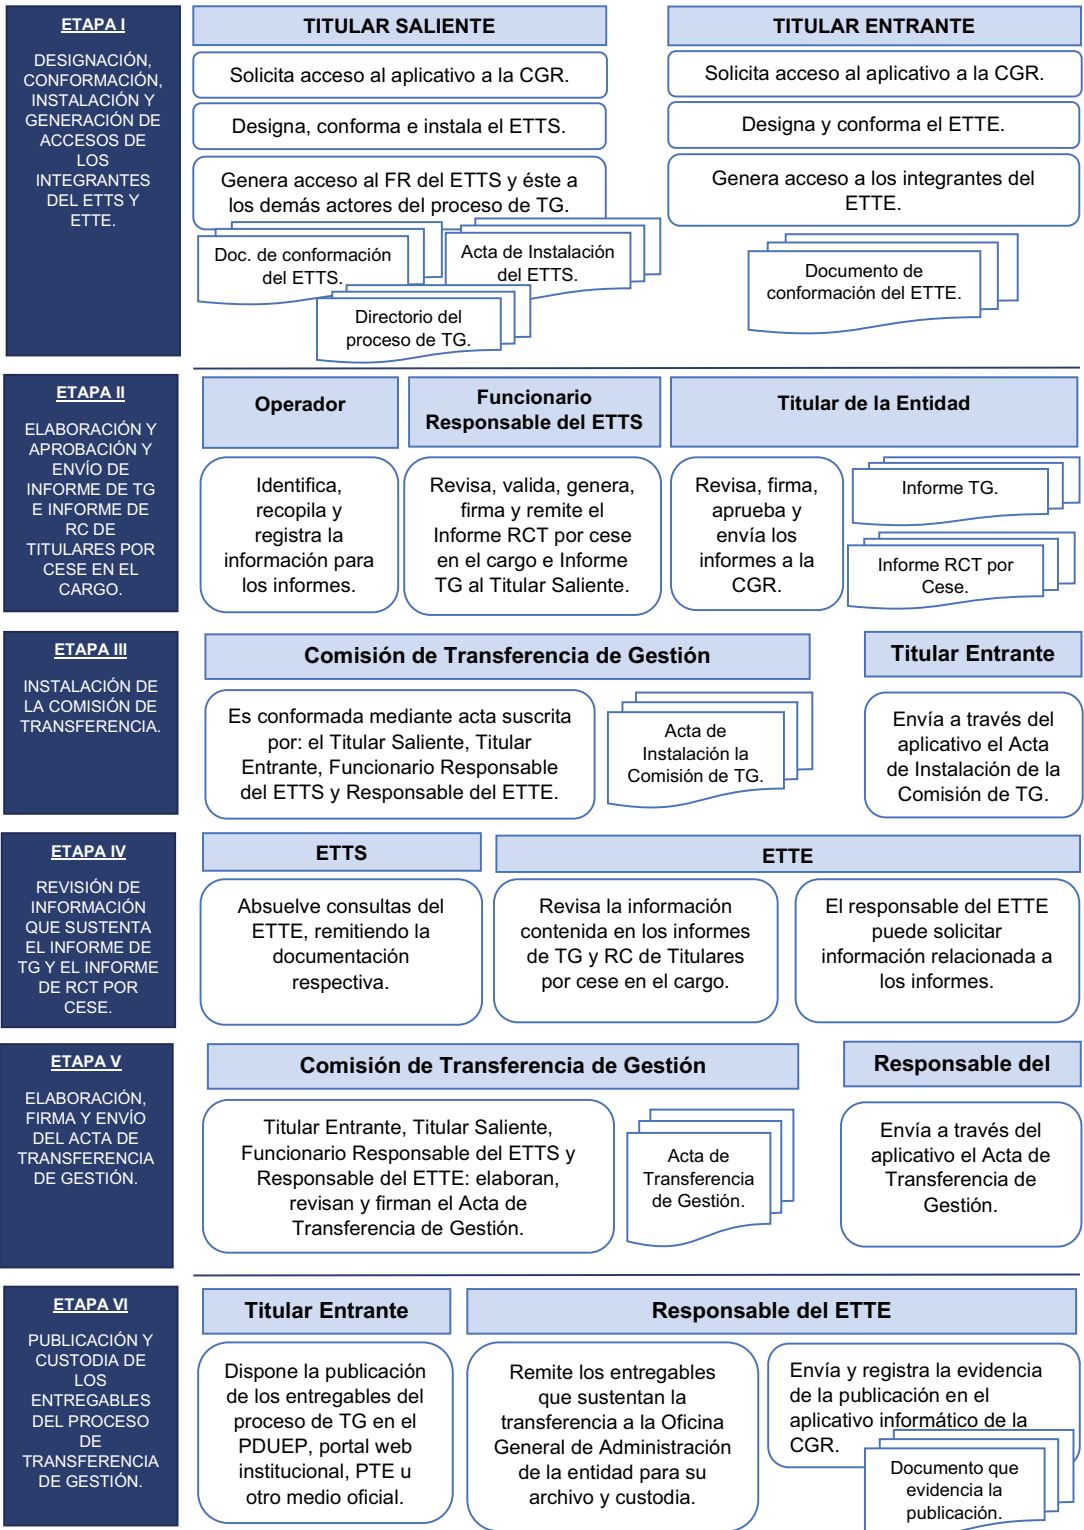 ETAPA I
DESIGNACIÓN,
CONFORMACIÓN,
INSTALACIÓN Y
GENERACIÓN DE
ACCESOS DE
LOS
INTEGRANTES
DEL ETTS Y
ETTE.
TITULAR SALIENTE
Solicita acceso al aplicativo a la CGR.
Designa, conforma e instala el ETTS.
Genera acceso al FR del ETTS y éste a
los demás actores del proceso de TG.
Doc. de conformación
del ETTS.
Acta de Instalación
del ETTS.
Directorio del
proceso de TG.
TITULAR ENTRANTE
Solicita acceso al aplicativo a la CGR.
Designa y conforma el ETTE.
Genera acceso a los integrantes del
ETTE.
Documento de
conformación del ETTE.
ETAPA II
ELABORACIÓN Y
APROBACIÓN Y
ENVÍO DE
INFORME DE TG
E INFORME DE
RC DE
TITULARES POR
CESE EN EL
CARGO.
Operador
Identifica,
recopila y
registra la
información para
los informes.
Funcionario
Responsable del ETTS
Revisa, valida, genera,
firma y remite el
Informe RCT por cese
en el cargo e Informe
TG al Titular Saliente.
Titular de la Entidad
Revisa, firma,
aprueba y
envía los
informes a la
CGR.
Informe TG.
Informe RCT por
Cese.
ETAPA III
INSTALACIÓN DE
LA COMISIÓN DE
TRANSFERENCIA.
Comisión de Transferencia de Gestión
Es conformada mediante acta suscrita
por: el Titular Saliente, Titular
Entrante, Funcionario Responsable
del ETTS y Responsable del ETTE.
Acta de
Instalación la
Comisión de TG.
Titular Entrante
Envía a través del
aplicativo el Acta
de Instalación de la
Comisión de TG.
ETAPA IV
REVISIÓN DE
INFORMACIÓN
QUE SUSTENTA
EL INFORME DE
TG Y EL INFORME
DE RCT POR
CESE.
ETTS
Absuelve consultas del
ETTE, remitiendo la
documentación
respectiva.
ETTE
Revisa la información
contenida en los informes
de TG y RC de Titulares
por cese en el cargo.
El responsable del ETTE
puede solicitar
información relacionada a
los informes.
ETAPA V
ELABORACIÓN,
FIRMA Y ENVÍO
DEL ACTA DE
TRANSFERENCIA
DE GESTIÓN.
Comisión de Transferencia de Gestión
Titular Entrante, Titular Saliente,
Funcionario Responsable del ETTS y
Responsable del ETTE: elaboran,
revisan y firman el Acta de
Transferencia de Gestión.
Acta de
Transferencia
de Gestión.
Responsable del
Envía a través del
aplicativo el Acta de
Transferencia de
Gestión.
ETAPA VI
PUBLICACIÓN Y
CUSTODIA DE
LOS
ENTREGABLES
DEL PROCESO
DE
TRANSFERENCIA
DE GESTIÓN.
Titular Entrante
Dispone la publicación
de los entregables del
proceso de TG en el
PDUEP, portal web
institucional, PTE u
otro medio oficial.
Responsable del ETTE
Remite los entregables
que sustentan la
transferencia a la Oficina
General de Administración
de la entidad para su
archivo y custodia.
Envía y registra la evidencia
de la publicación en el
aplicativo informático de la
CGR.
Documento que
evidencia la
publicación.